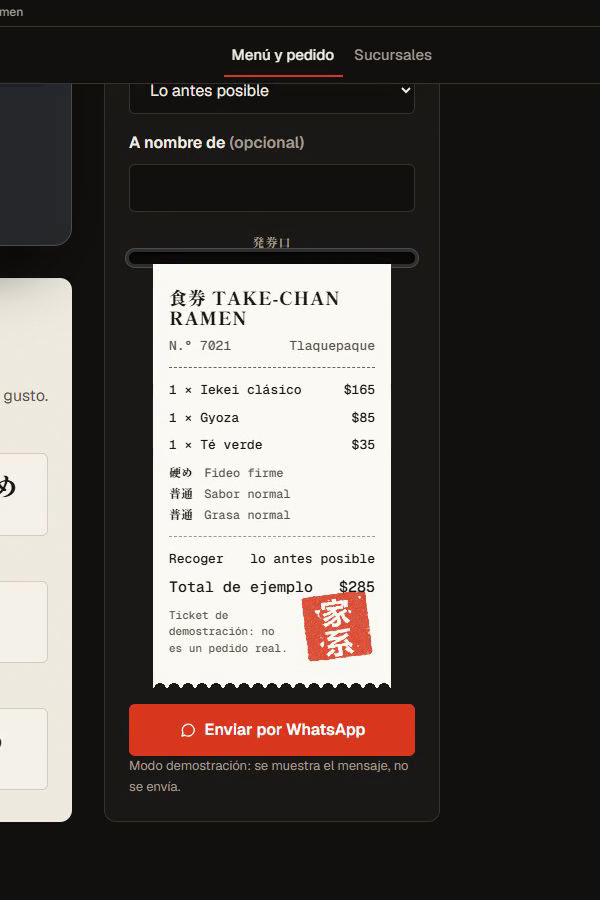 men
Menú y pedido Sucursales
Lo antes posible
A nombre de (opcional)
発券口
食券 TAKE-CHAN
RAMEN
N.° 7021 Tlaquepaque
1 × Iekei clásico $165
1 × Gyoza $85
1 × Té verde $35
硬め Fideo firme
普通 Sabor normal
普通 Grasa normal
Recoger lo antes posible
Total de ejemplo $285
Ticket de
demostración: no
es un pedido real.
家
系
gusto.
め
Enviar por WhatsApp
Modo demostración: se muestra el mensaje, no
se envía.